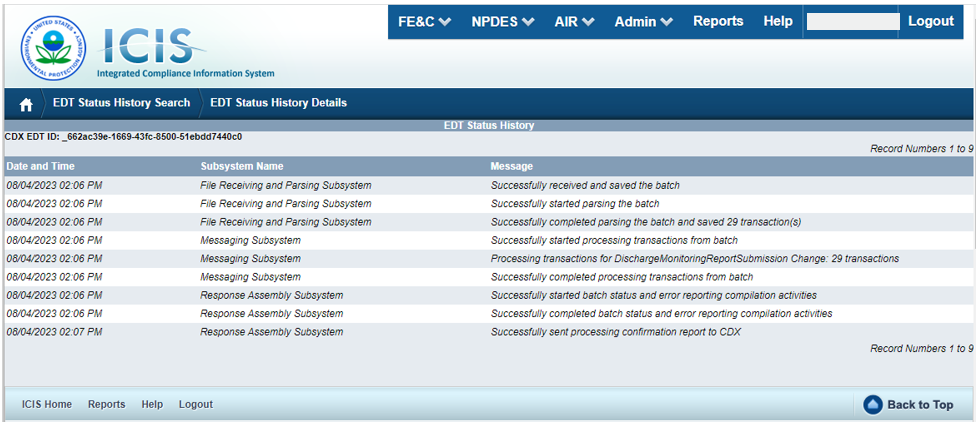 FE&C NPDES AIR Admin Reports Help Logout
UNITED STATES
ENVIRONMENTAL PROTECTION AGENCY
ICIS
Integrated Compliance Information System
EDT Status History Search EDT Status History Details
EDT Status History
CDX EDT ID: _662ac39e-1669-43fc-8500-51ebdd7440c0
Record Numbers 1 to 9
Date and Time Subsystem Name Message
08/04/2023 02:06 PM File Receiving and Parsing Subsystem Successfully received and saved the batch
08/04/2023 02:06 PM File Receiving and Parsing Subsystem Successfully started parsing the batch
08/04/2023 02:06 PM File Receiving and Parsing Subsystem Successfully completed parsing the batch and saved 29 transaction(s)
08/04/2023 02:06 PM Messaging Subsystem Successfully started processing transactions from batch
08/04/2023 02:06 PM Messaging Subsystem Processing transactions for DischargeMonitoringReportSubmission Change: 29 transactions
08/04/2023 02:06 PM Messaging Subsystem Successfully completed processing transactions from batch
08/04/2023 02:06 PM Response Assembly Subsystem Successfully started batch status and error reporting compilation activities
08/04/2023 02:06 PM Response Assembly Subsystem Successfully completed batch status and error reporting compilation activities
08/04/2023 02:07 PM Response Assembly Subsystem Successfully sent processing confirmation report to CDX
Record Numbers 1 to 9
ICIS Home Reports Help Logout Back to Top